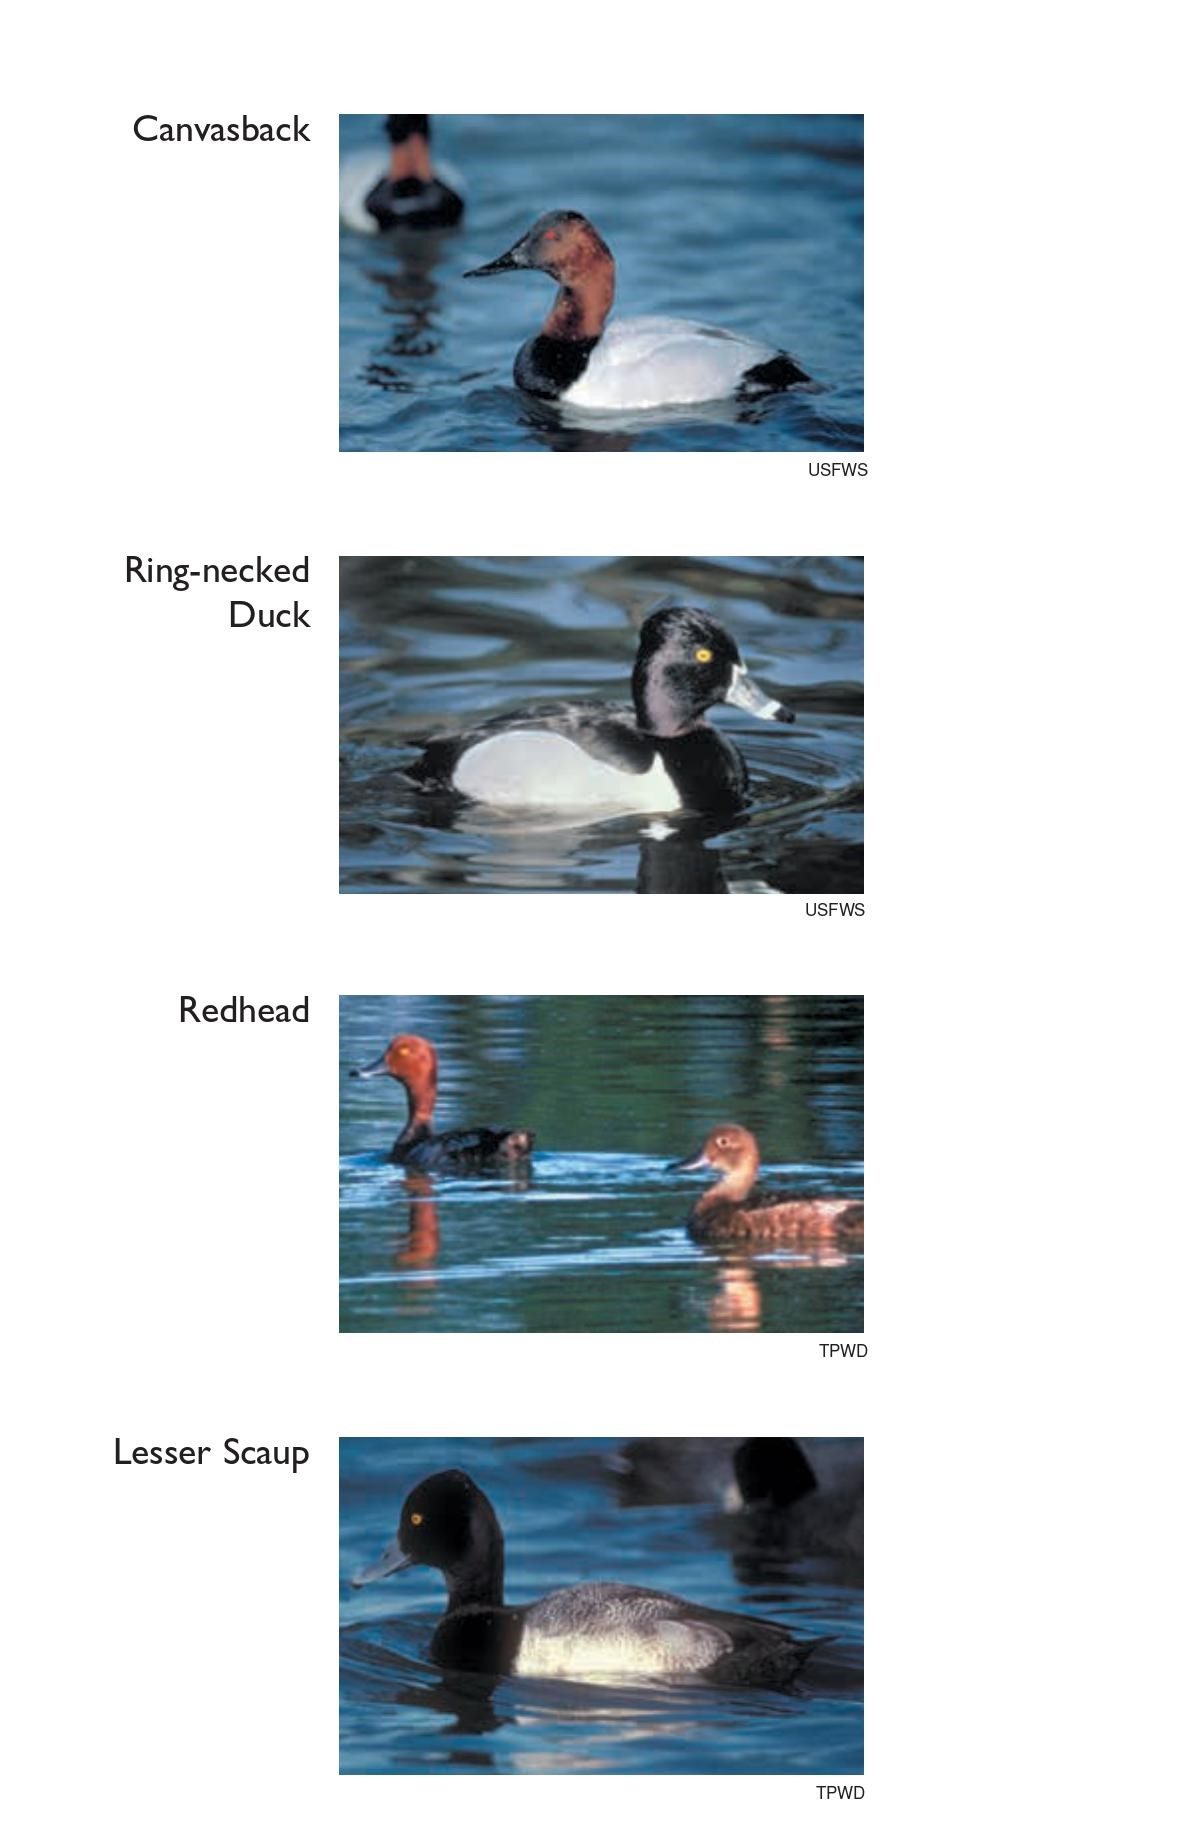 Canvasback
USFWS
Ring-necked
Duck
USFWS
Redhead
TPWD
Lesser Scaup
TPWD